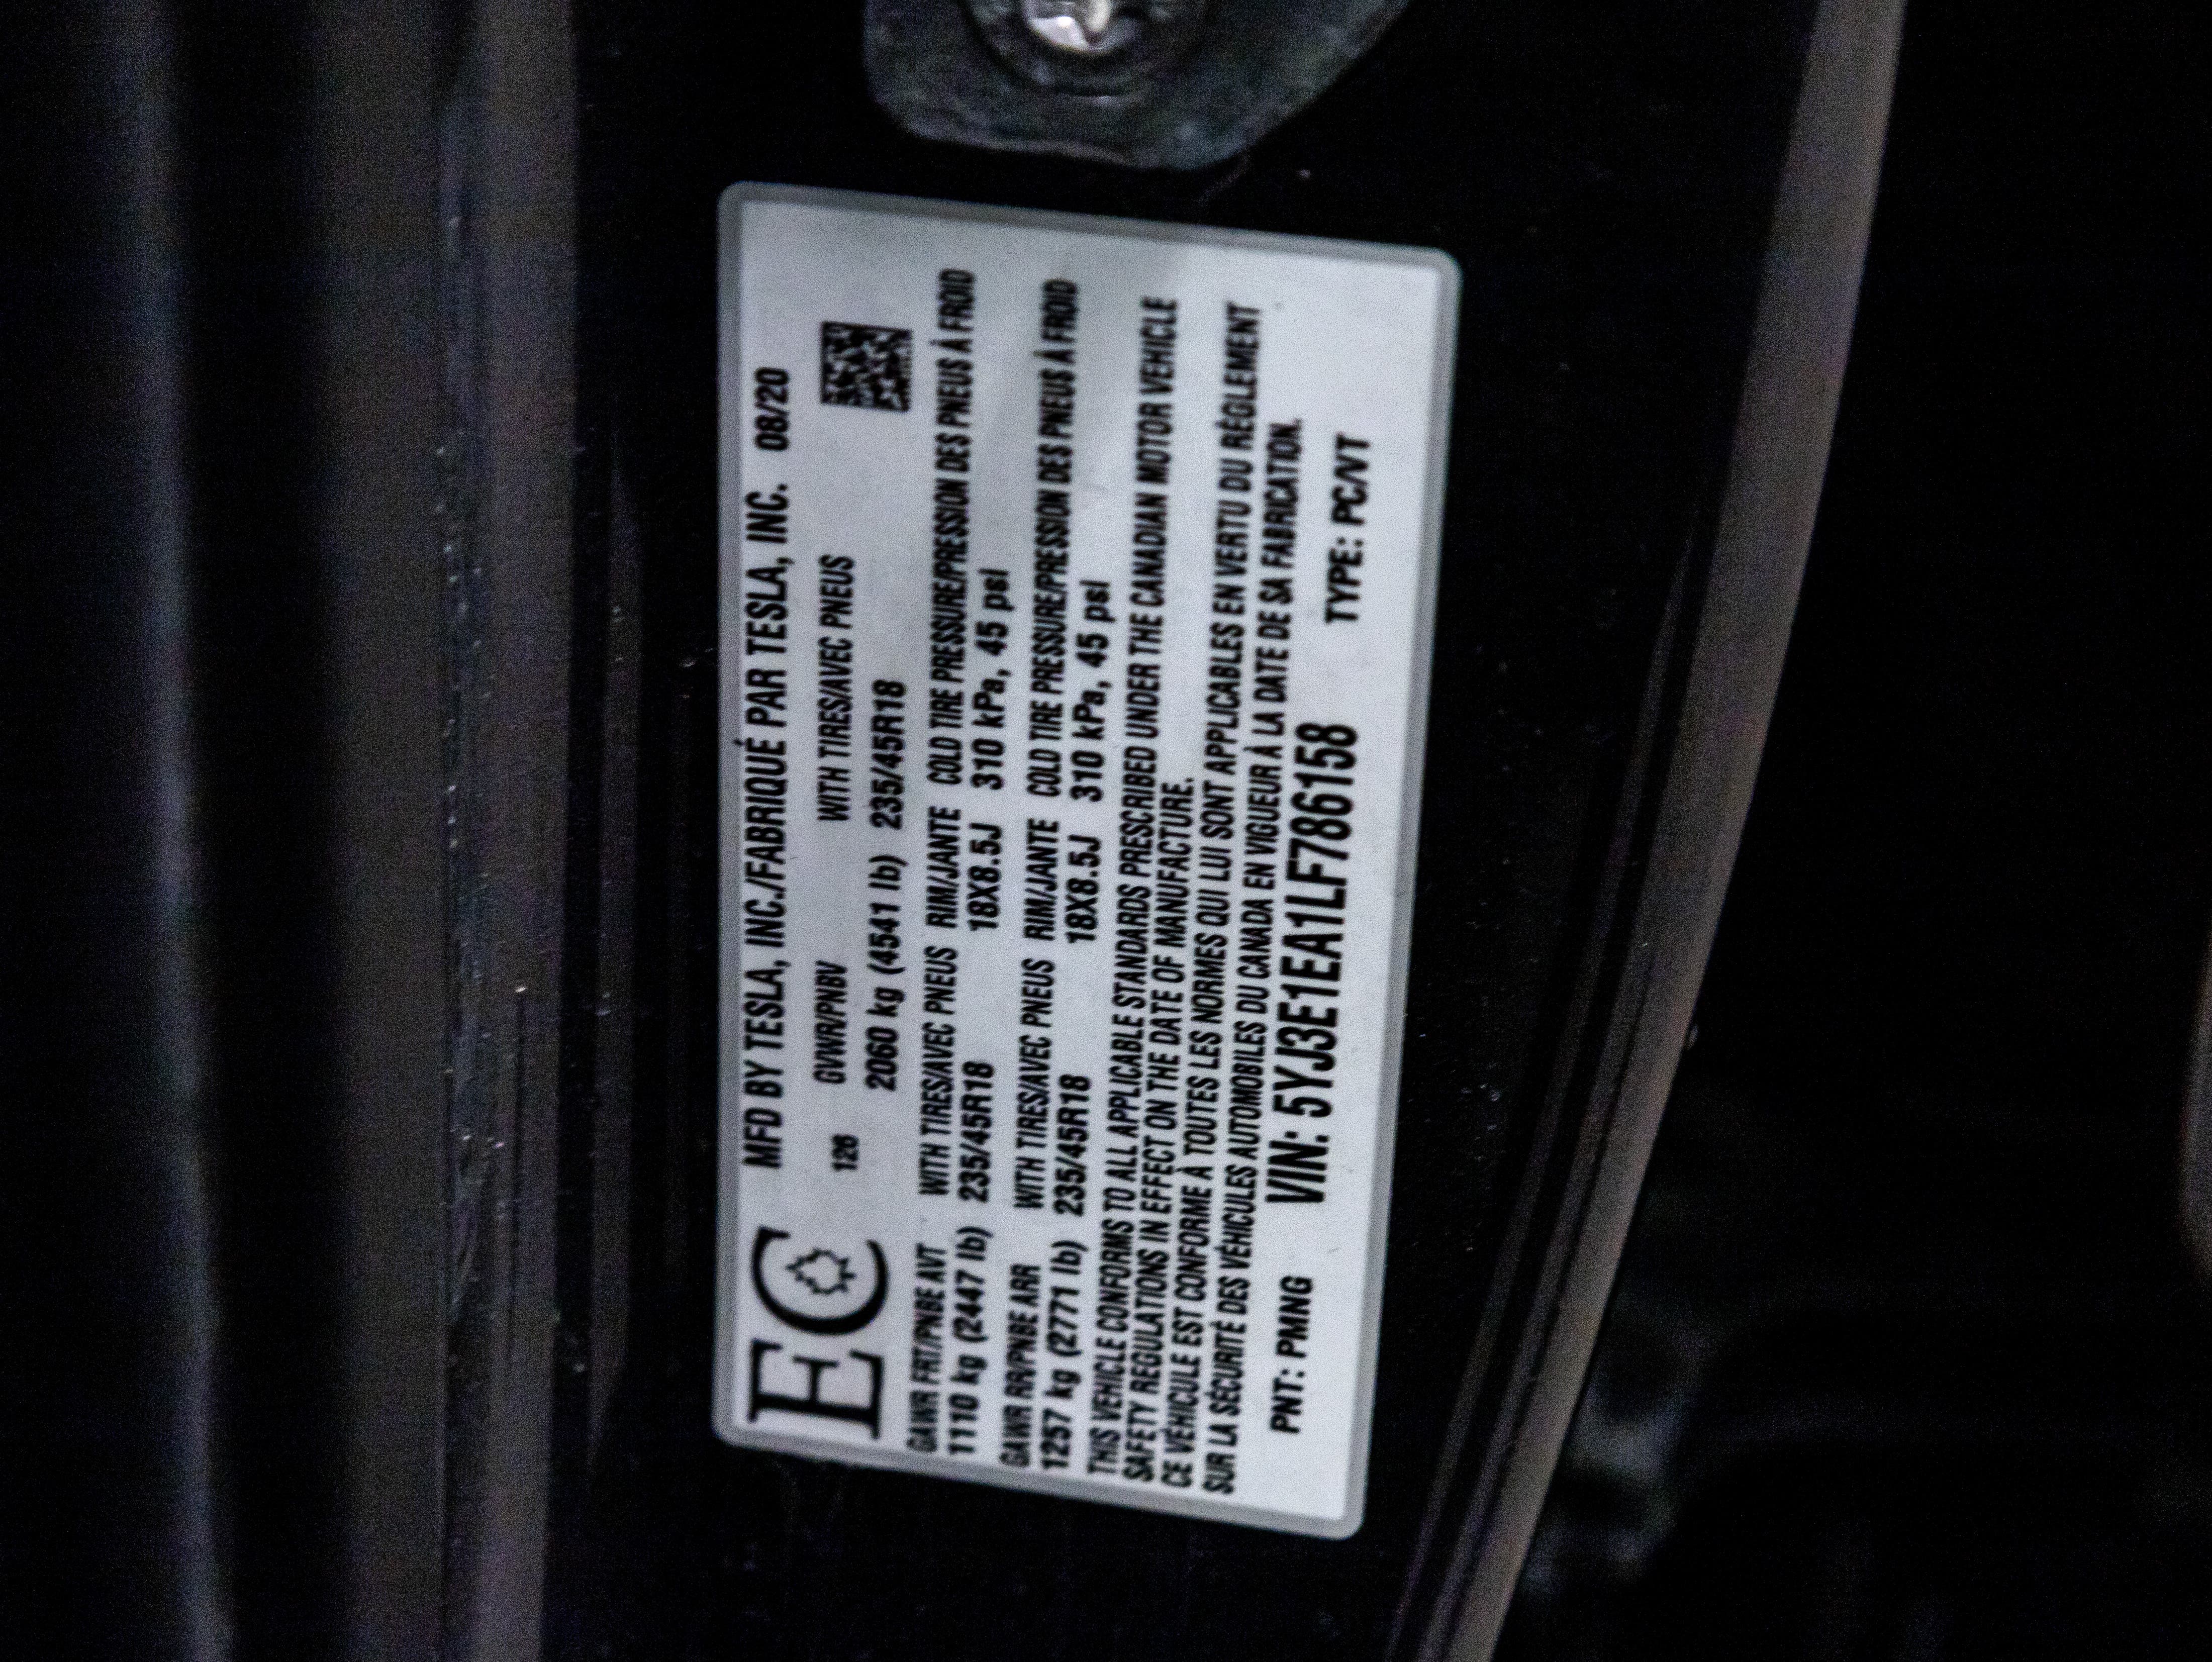 EC
MFD BY TESLA, INC./FABRIQUÉ PAR TESLA, INC. 08/20
126 GVWR/PNBV WITH TIRES/AVEC PNEUS
2060 kg (4541 lb) 235/45R18
GAWR FRT/PNBE AVT WITH TIRES/AVEC PNEUS RIM/JANTE COLD TIRE PRESSURE/PRESSION DES PNEUS À FROID
1110 kg (2447 lb) 235/45R18 18X8.5J 310 kPa, 45 psi
GAWR RR/PNBE ARR WITH TIRES/AVEC PNEUS RIM/JANTE COLD TIRE PRESSURE/PRESSION DES PNEUS À FROID
1257 kg (2771 lb) 235/45R18 18X8.5J 310 kPa, 45 psi
THIS VEHICLE CONFORMS TO ALL APPLICABLE STANDARDS PRESCRIBED UNDER THE CANADIAN MOTOR VEHICLE
SAFETY REGULATIONS IN EFFECT ON THE DATE OF MANUFACTURE.
CE VÉHICULE EST CONFORME À TOUTES LES NORMES QUI LUI SONT APPLICABLES EN VERTU DU RÉGLEMENT
SUR LA SÉCURITÉ DES VÉHICULES AUTOMOBILES DU CANADA EN VIGUEUR À LA DATE DE SA FABRICATION.
PNT: PMNG VIN: 5YJ3E1EA1LF786158 TYPE: PC/VT